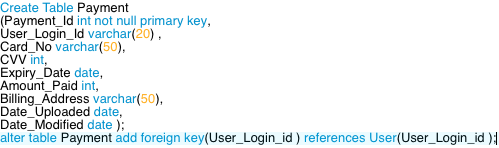 Create Table Payment
(Payment_Id int not null primary key,
User_Login_Id varchar(20) ,
Card_No varchar(50),
CVV int,
Expiry_Date date,
Amount_Paid int,
Billing_Address varchar(50),
Date_Uploaded date,
Date_Modified date );
alter table Payment add foreign key(User_Login_id ) references User(User_Login_id );